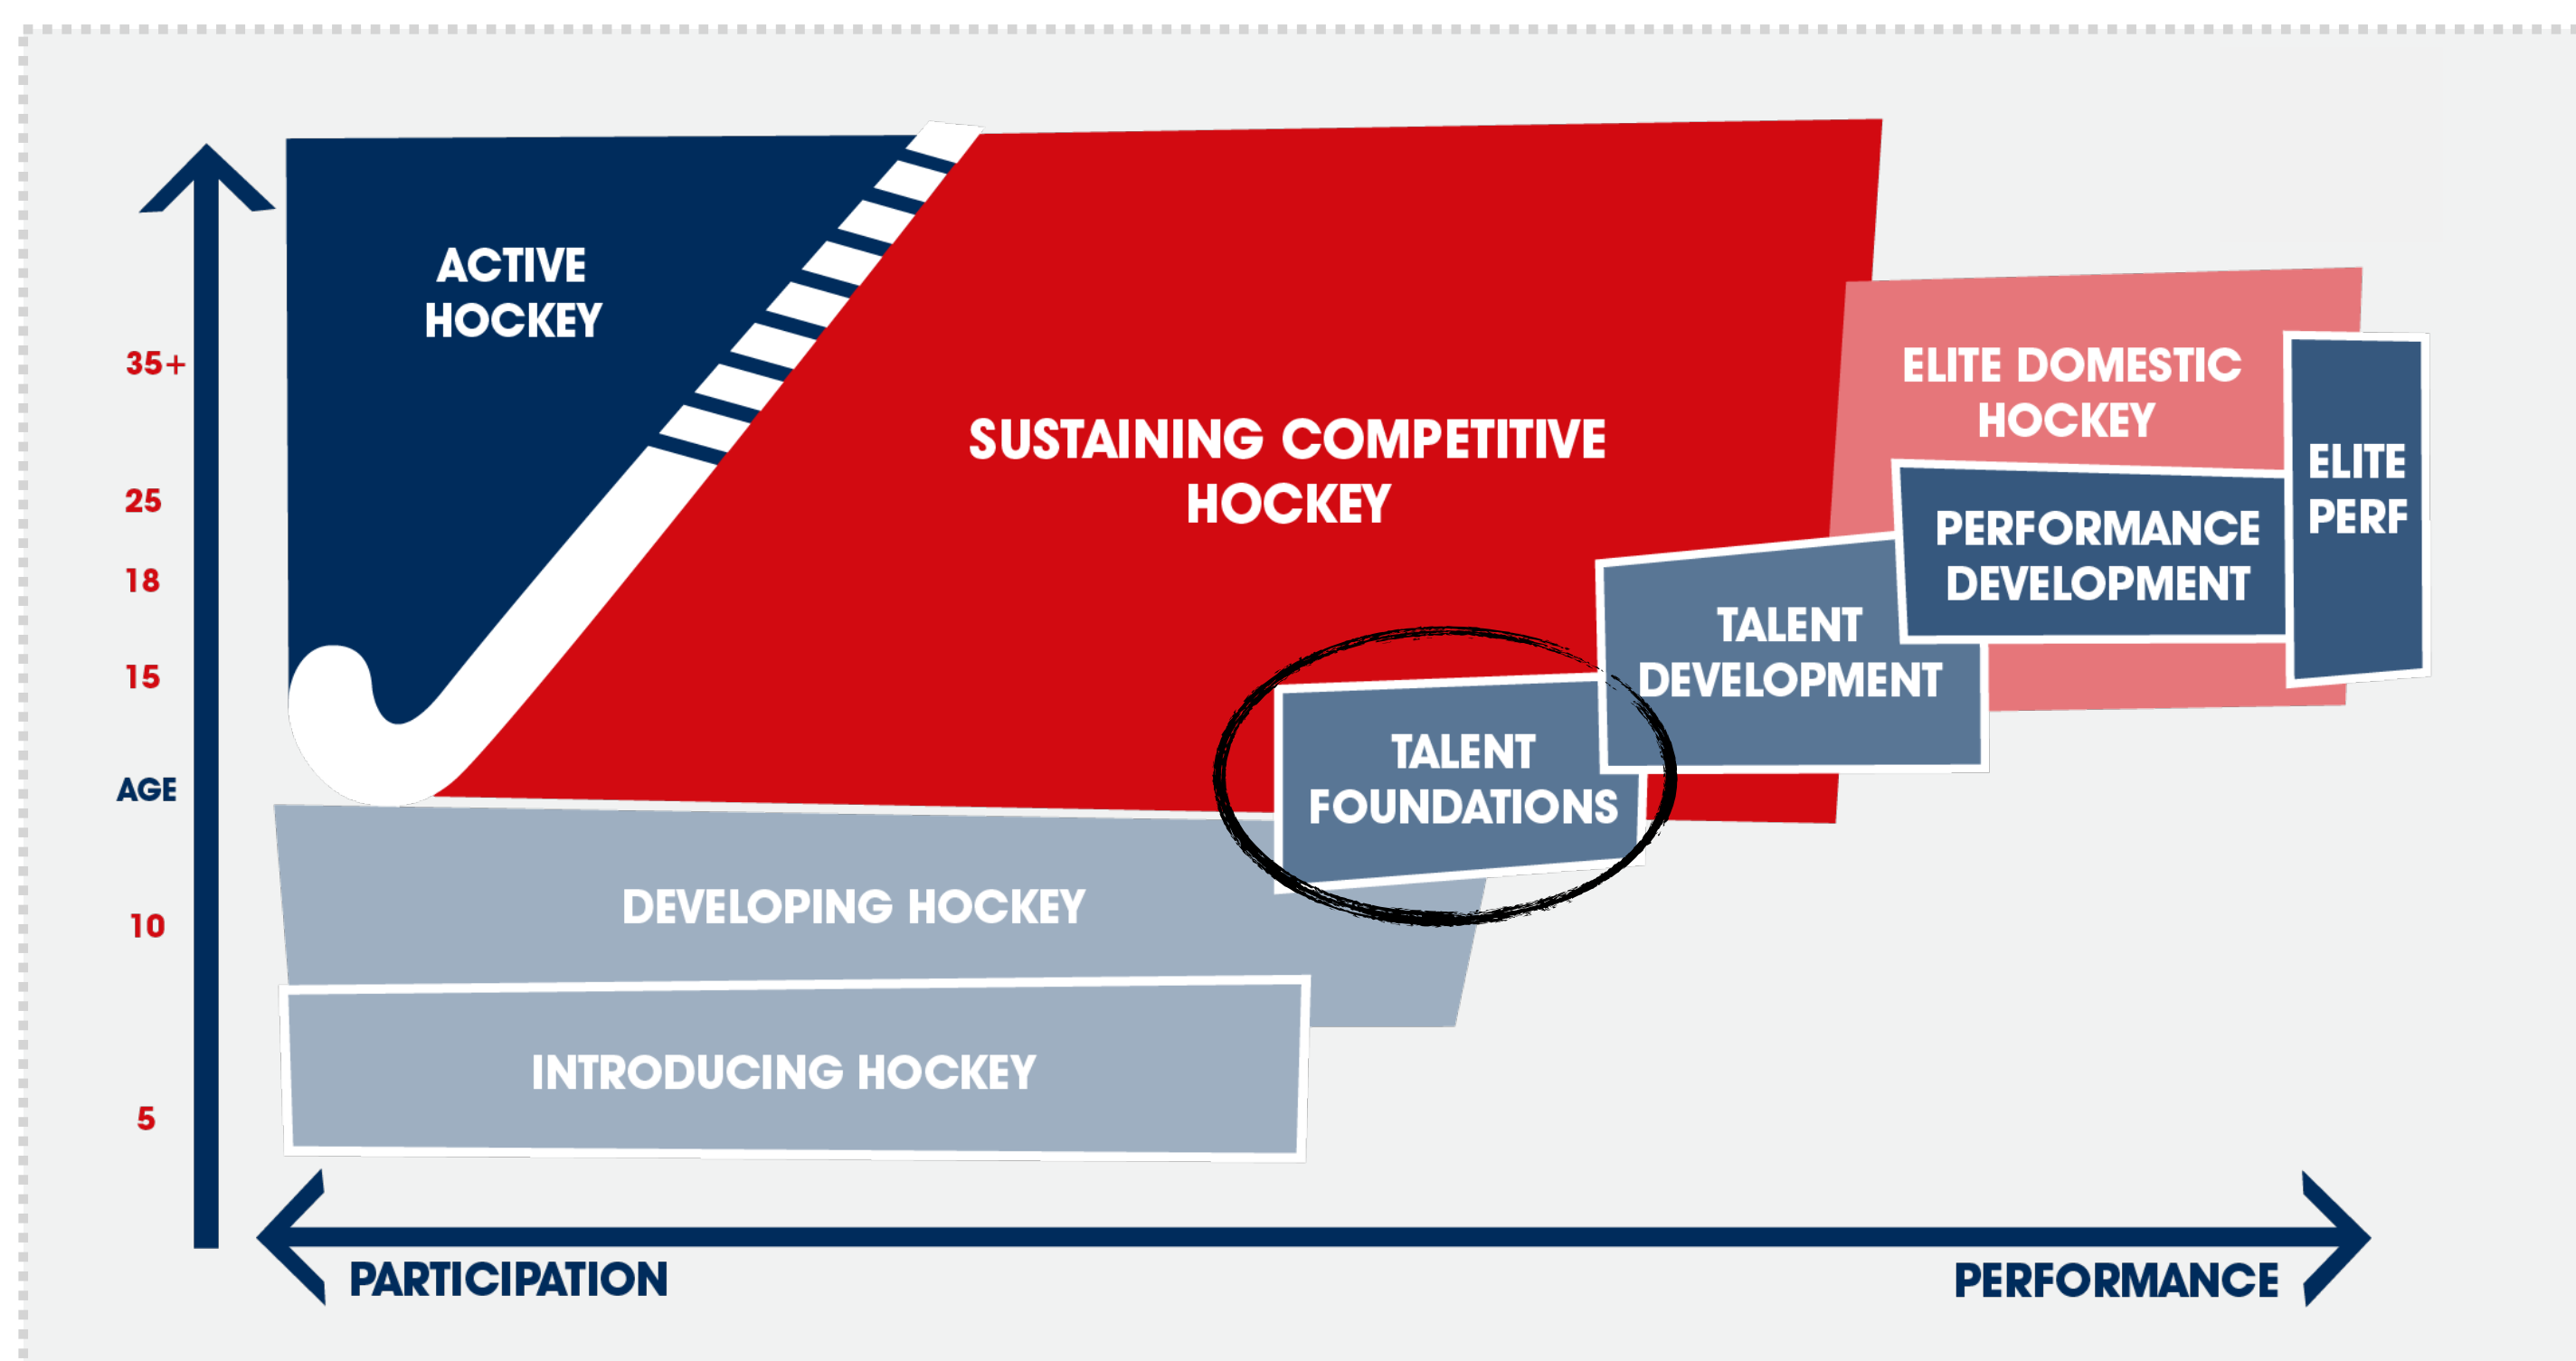 ACTIVE
HOCKEY
35+
ELITE DOMESTIC
HOCKEY
SUSTAINING COMPETITIVE
HOCKEY
ELITE
PERF
25
PERFORMANCE
DEVELOPMENT
18
TALENT
DEVELOPMENT
15
TALENT
FOUNDATIONS
AGE
DEVELOPING HOCKEY
10
INTRODUCING HOCKEY
5
PARTICIPATION
PERFORMANCE